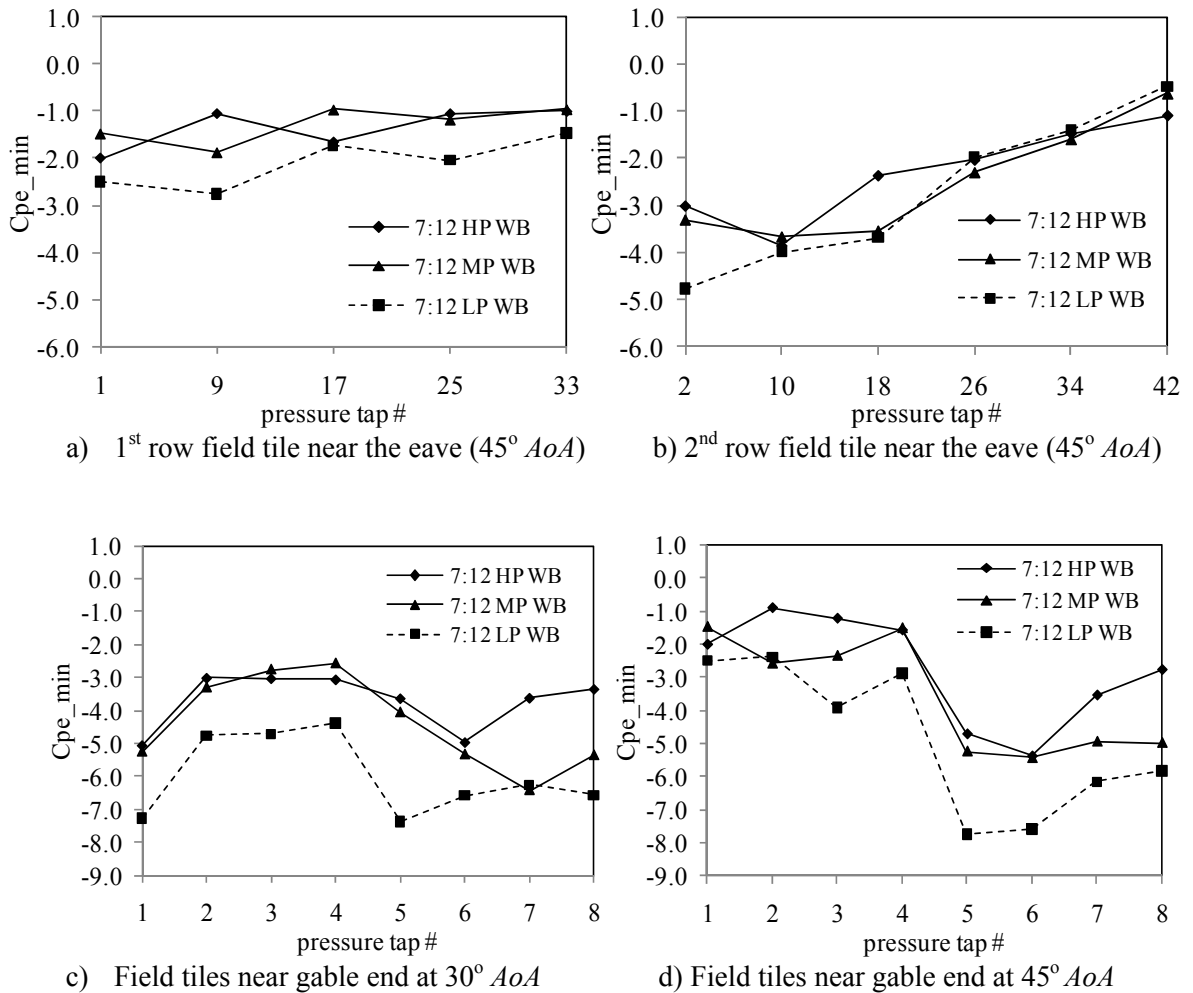 1.0
0.0
-1.0
-2.0
-3.0
-4.0
-5.0
-6.0
Cpe_min
7:12 HP WB
7:12 MP WB
7:12 LP WB
1 9 17 25 33
pressure tap #
a) 1st row field tile near the eave (45o AoA)
1.0
0.0
-1.0
-2.0
-3.0
-4.0
-5.0
-6.0
Cpe_min
7:12 HP WB
7:12 MP WB
7:12 LP WB
2 10 18 26 34 42
pressure tap #
b) 2nd row field tile near the eave (45o AoA)
1.0
0.0
-1.0
-2.0
-3.0
-4.0
-5.0
-6.0
-7.0
-8.0
-9.0
Cpe_min
7:12 HP WB
7:12 MP WB
7:12 LP WB
1 2 3 4 5 6 7 8
pressure tap #
c) Field tiles near gable end at 30o AoA
1.0
0.0
-1.0
-2.0
-3.0
-4.0
-5.0
-6.0
-7.0
-8.0
-9.0
Cpe_min
7:12 HP WB
7:12 MP WB
7:12 LP WB
1 2 3 4 5 6 7 8
pressure tap #
d) Field tiles near gable end at 45o AoA